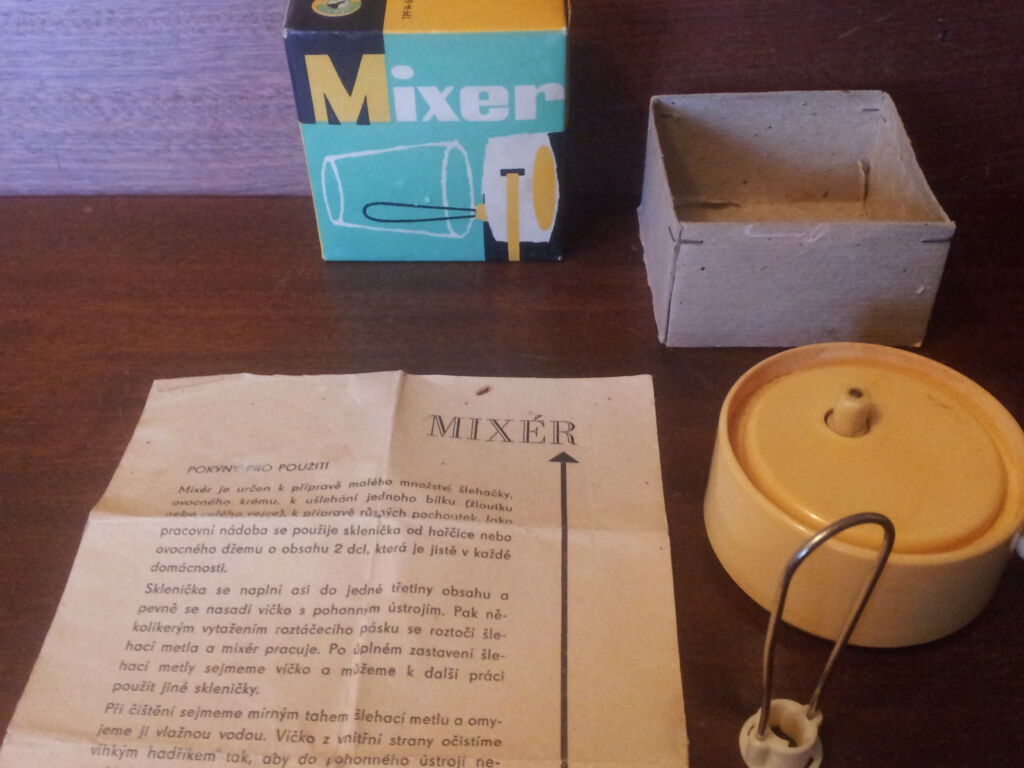 Mixer
MIXÉR
POKYNY PRO POUŽITÍ
Mixér je určen k přípravě malého množství šlehačky,
ovocného krému, k ušlehání jednoho bílku (žloutku
nebo celého vejce), k přípravě různých pochoutek. Jako
pracovní nádoba se použije sklenička od hořčice nebo
ovocného džemu o obsahu 2 dcl, která je jistě v každé
domácnosti.
Sklenička se naplní asi do jedné třetiny obsahu a
pevně se nasadí víčko s pohonným ústrojím. Pak ně-
kolikerým vytažením roztáčecího pásku se roztočí šle-
hací metla a mixér pracuje. Po úplném zastavení šle-
hací metly sejmeme víčko a můžeme k další práci
použít jiné skleničky.
Při čištění sejmeme mírným tahem šlehací metlu a omy-
jeme ji vlažnou vodou. Víčko z vnitřní strany očistíme
vlhkým hadříkem tak, aby do pohonného ústrojí ne-